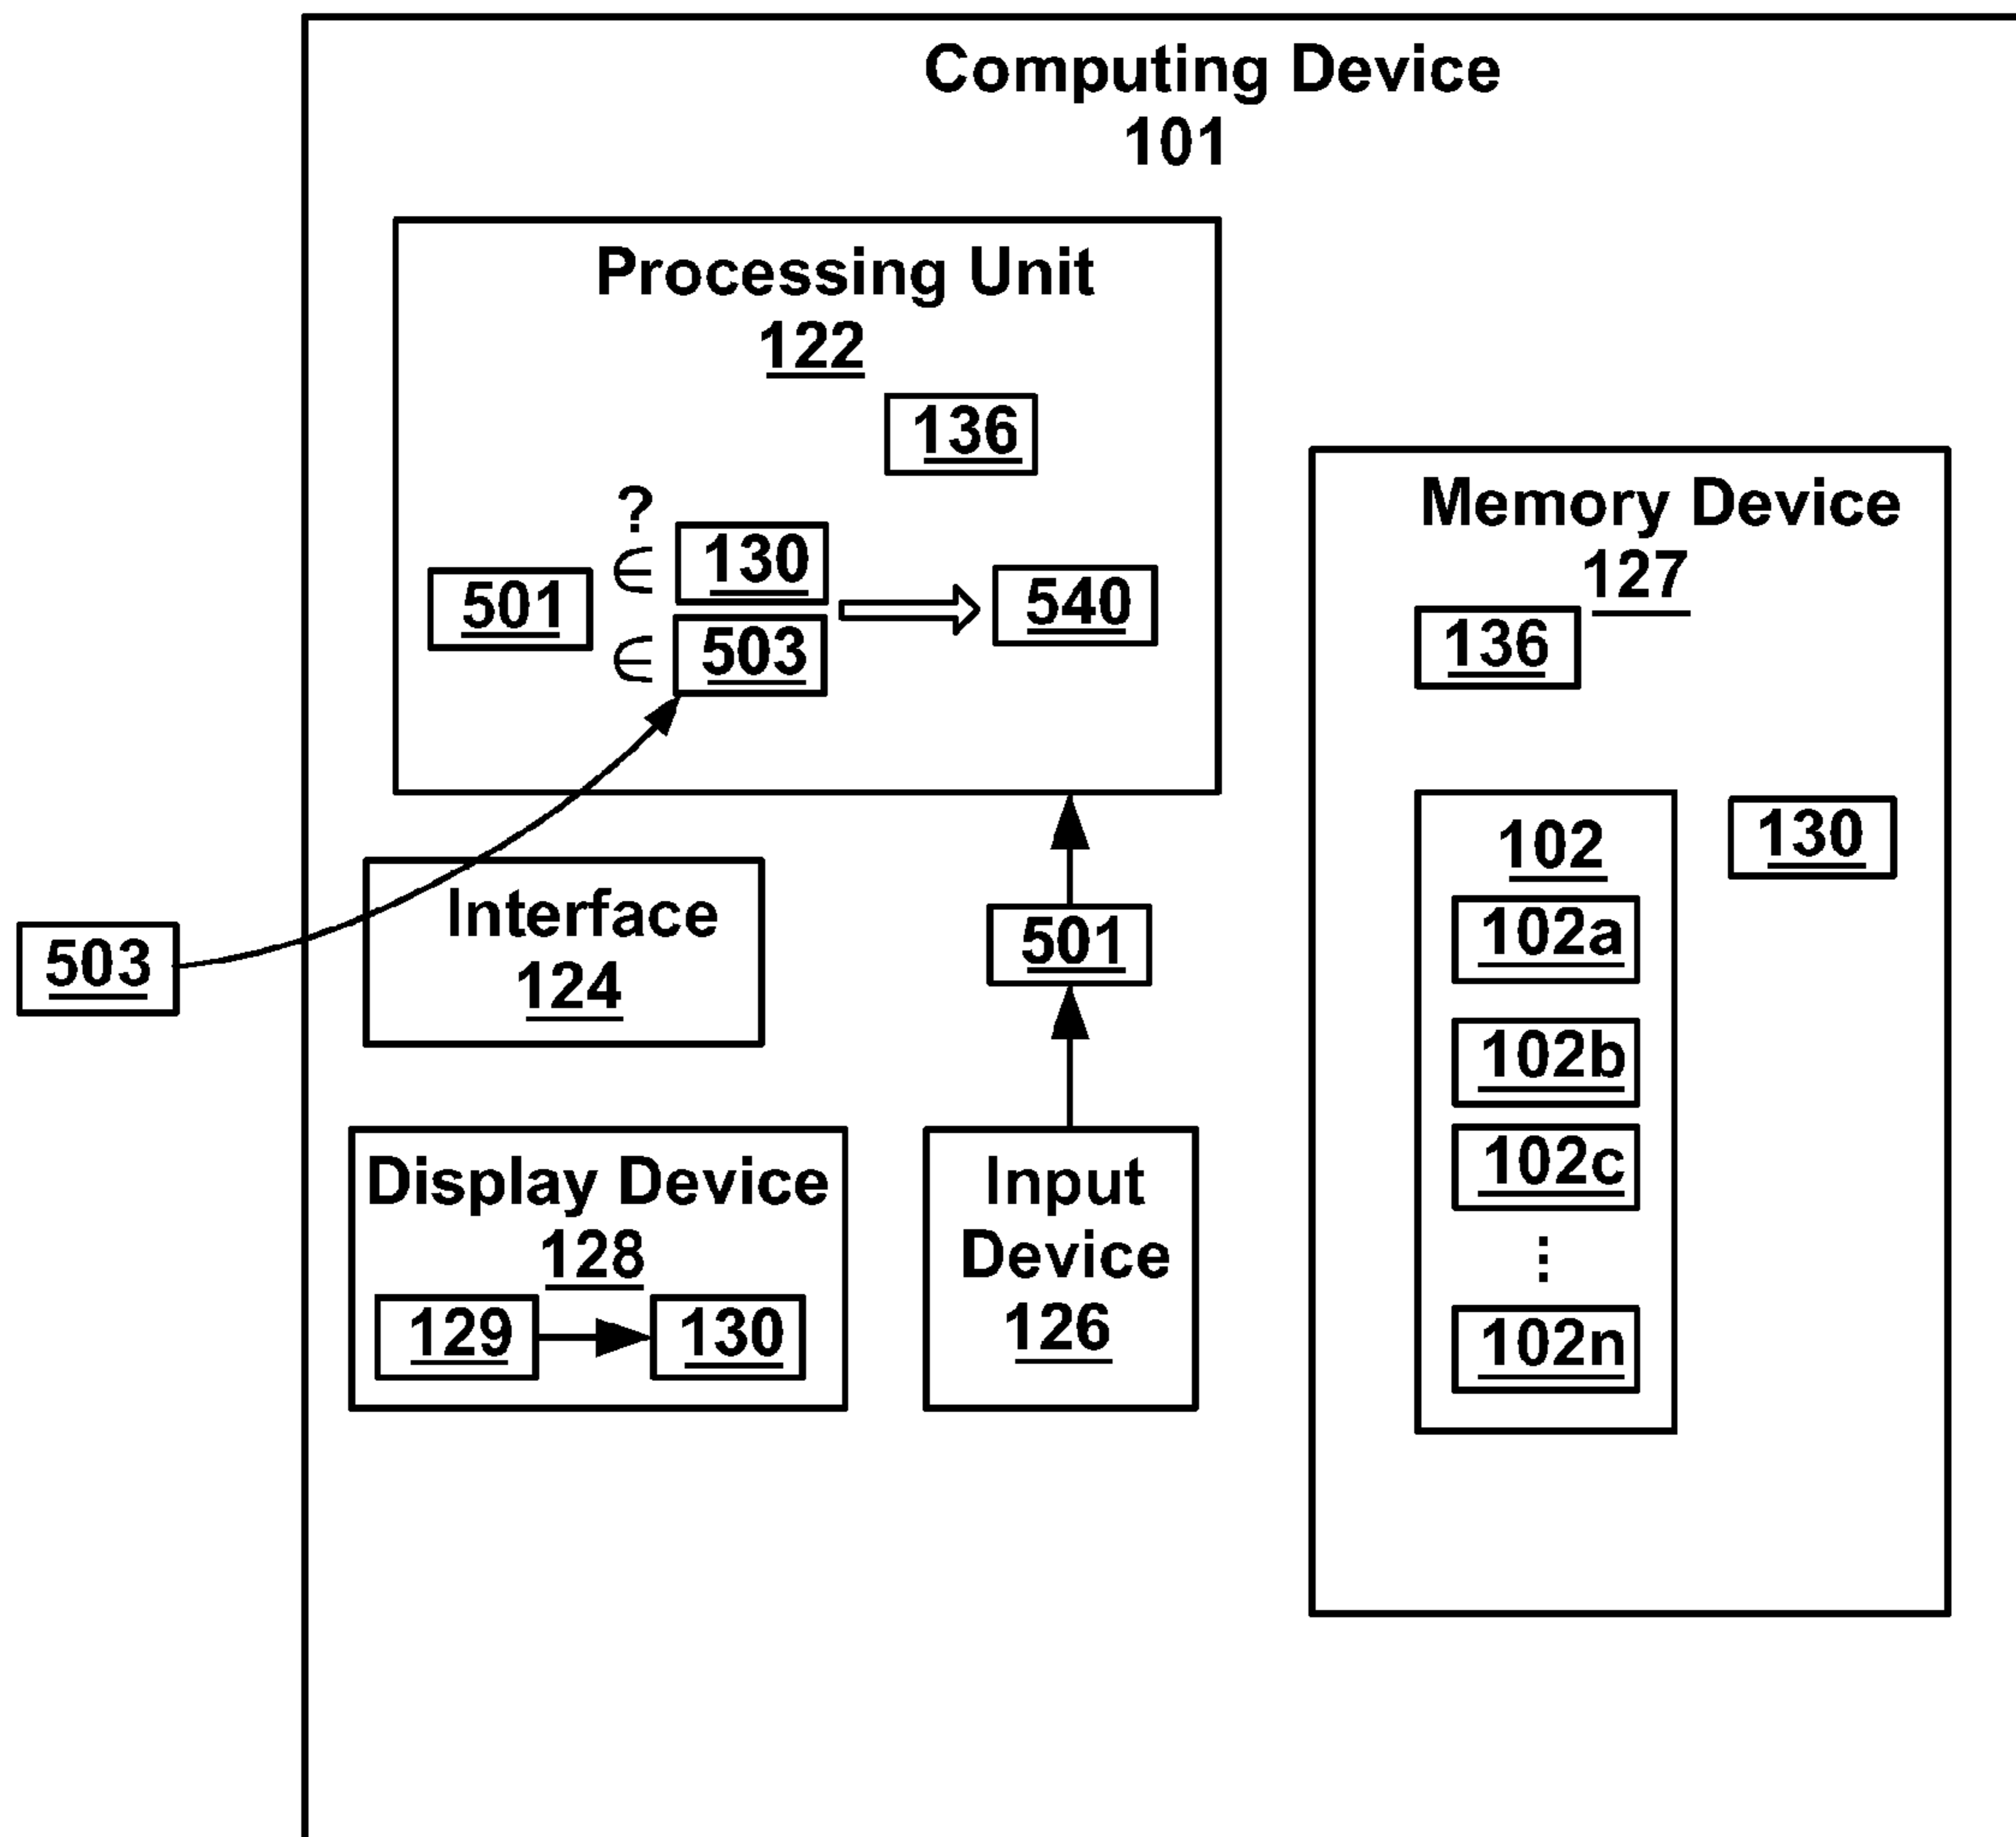 Computing Device
101
Processing Unit
122
136
?
∈ 130
501
540
∈ 503
Memory Device
127
136
102
130
102a
102b
102c
⋮
102n
Interface
124
503
501
Display Device
128
129
130
Input
Device
126